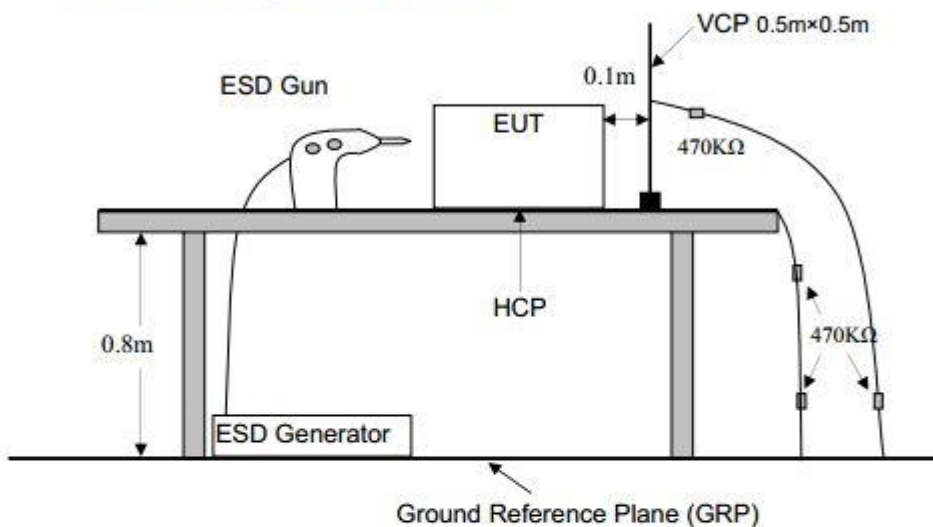 VCP 0.5m×0.5m
0.1m
ESD Gun
EUT
470KΩ
HCP
0.8m
470KΩ
ESD Generator
Ground Reference Plane (GRP)